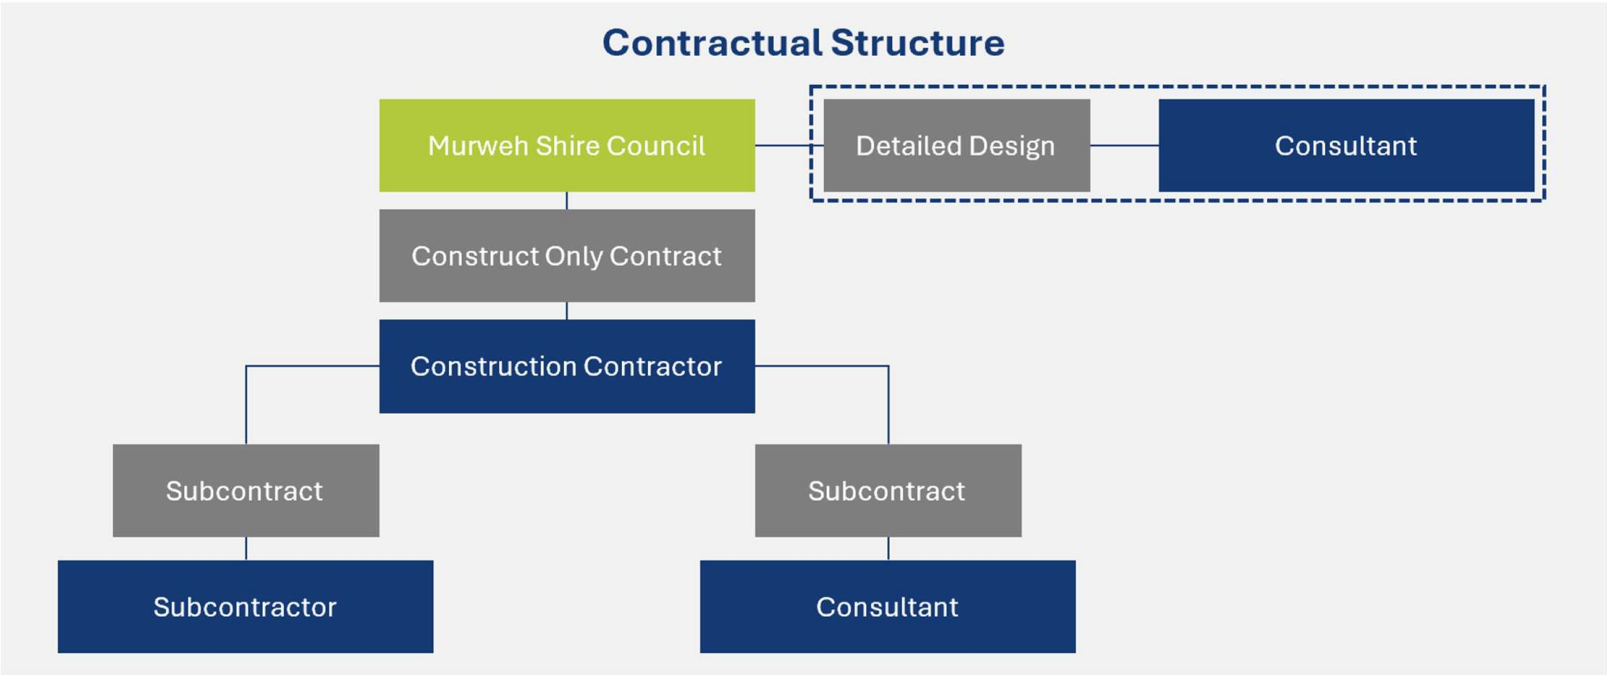 Contractual Structure
Murweh Shire Council
Detailed Design
Consultant
Construct Only Contract
Construction Contractor
Subcontract
Subcontract
Subcontractor
Consultant